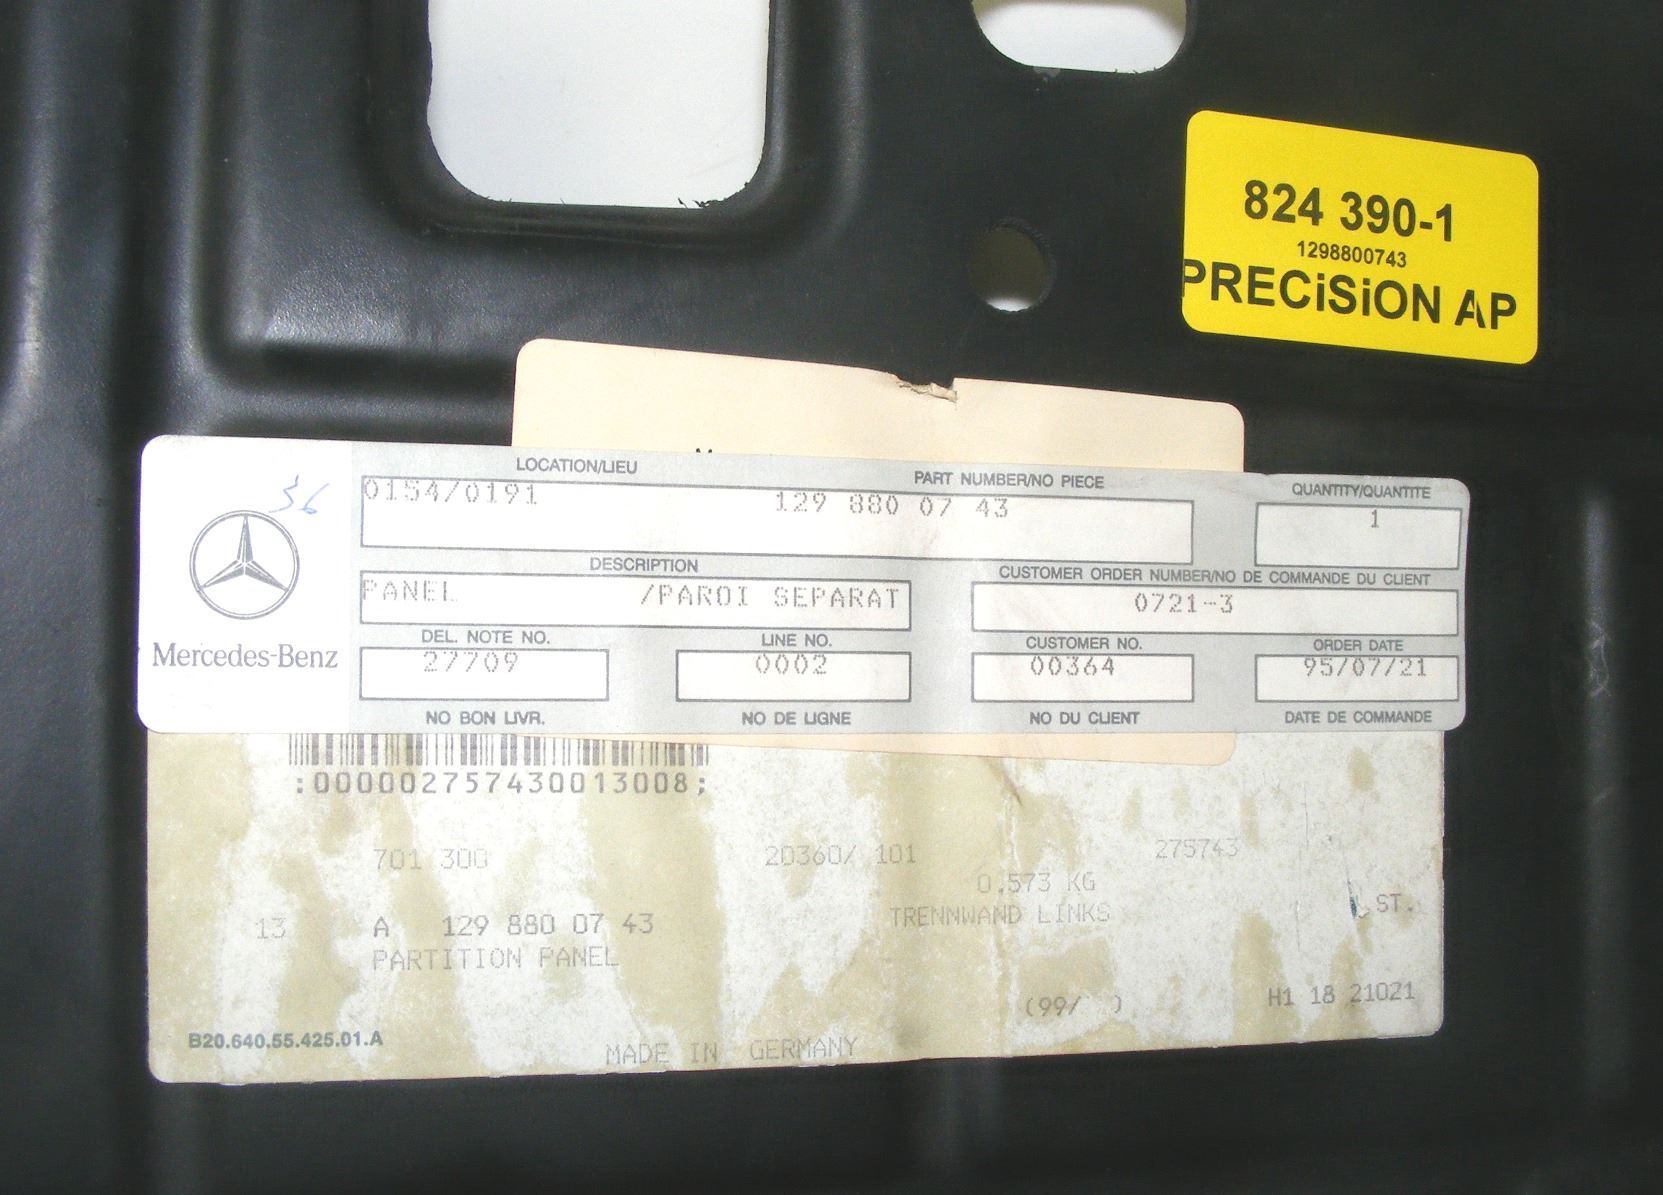 824 390-1
1298800743
PRECiSiON AP
36
LOCATION/LIEU PART NUMBER/NO PIECE QUANTITY/QUANTITE
0154/0191 129 880 07 43 1
DESCRIPTION CUSTOMER ORDER NUMBER/NO DE COMMANDE DU CLIENT
PANEL /PAROI SEPARAT 0721-3
DEL. NOTE NO. LINE NO. CUSTOMER NO. ORDER DATE
Mercedes-Benz 27709 0002 00364 95/07/21
NO BON LIVR. NO DE LIGNE NO DU CLIENT DATE DE COMMANDE
:000002757430013008;
701 300 20360/ 101 275743
0,573 KG
13 A 129 880 07 43 TRENNWAND LINKS ST.
PARTITION PANEL
(99/ ) H1 18 21021
B20.640.55.425.01.A
MADE IN GERMANY